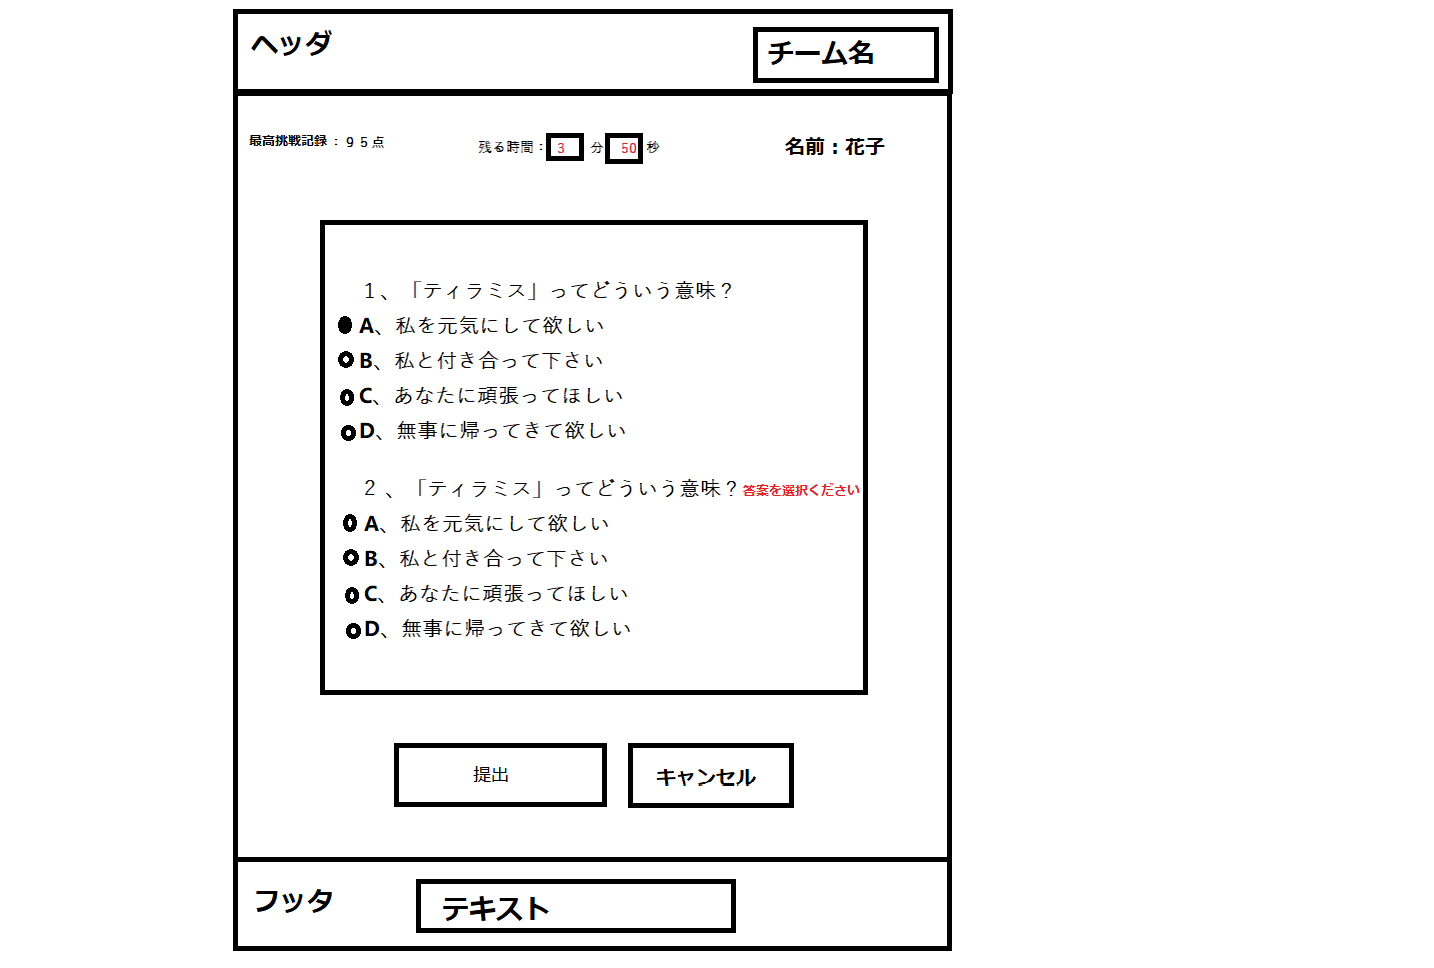 ヘッダ
チーム名
最高挑戦記録：９５点
残る時間：3 分 50 秒
名前：花子
１、「ティラミス」ってどういう意味？
A、私を元気にして欲しい
B、私と付き合って下さい
C、あなたに頑張ってほしい
D、無事に帰ってきて欲しい
２、「ティラミス」ってどういう意味？答案を選択ください
A、私を元気にして欲しい
B、私と付き合って下さい
C、あなたに頑張ってほしい
D、無事に帰ってきて欲しい
提出
キャンセル
フッタ
テキスト